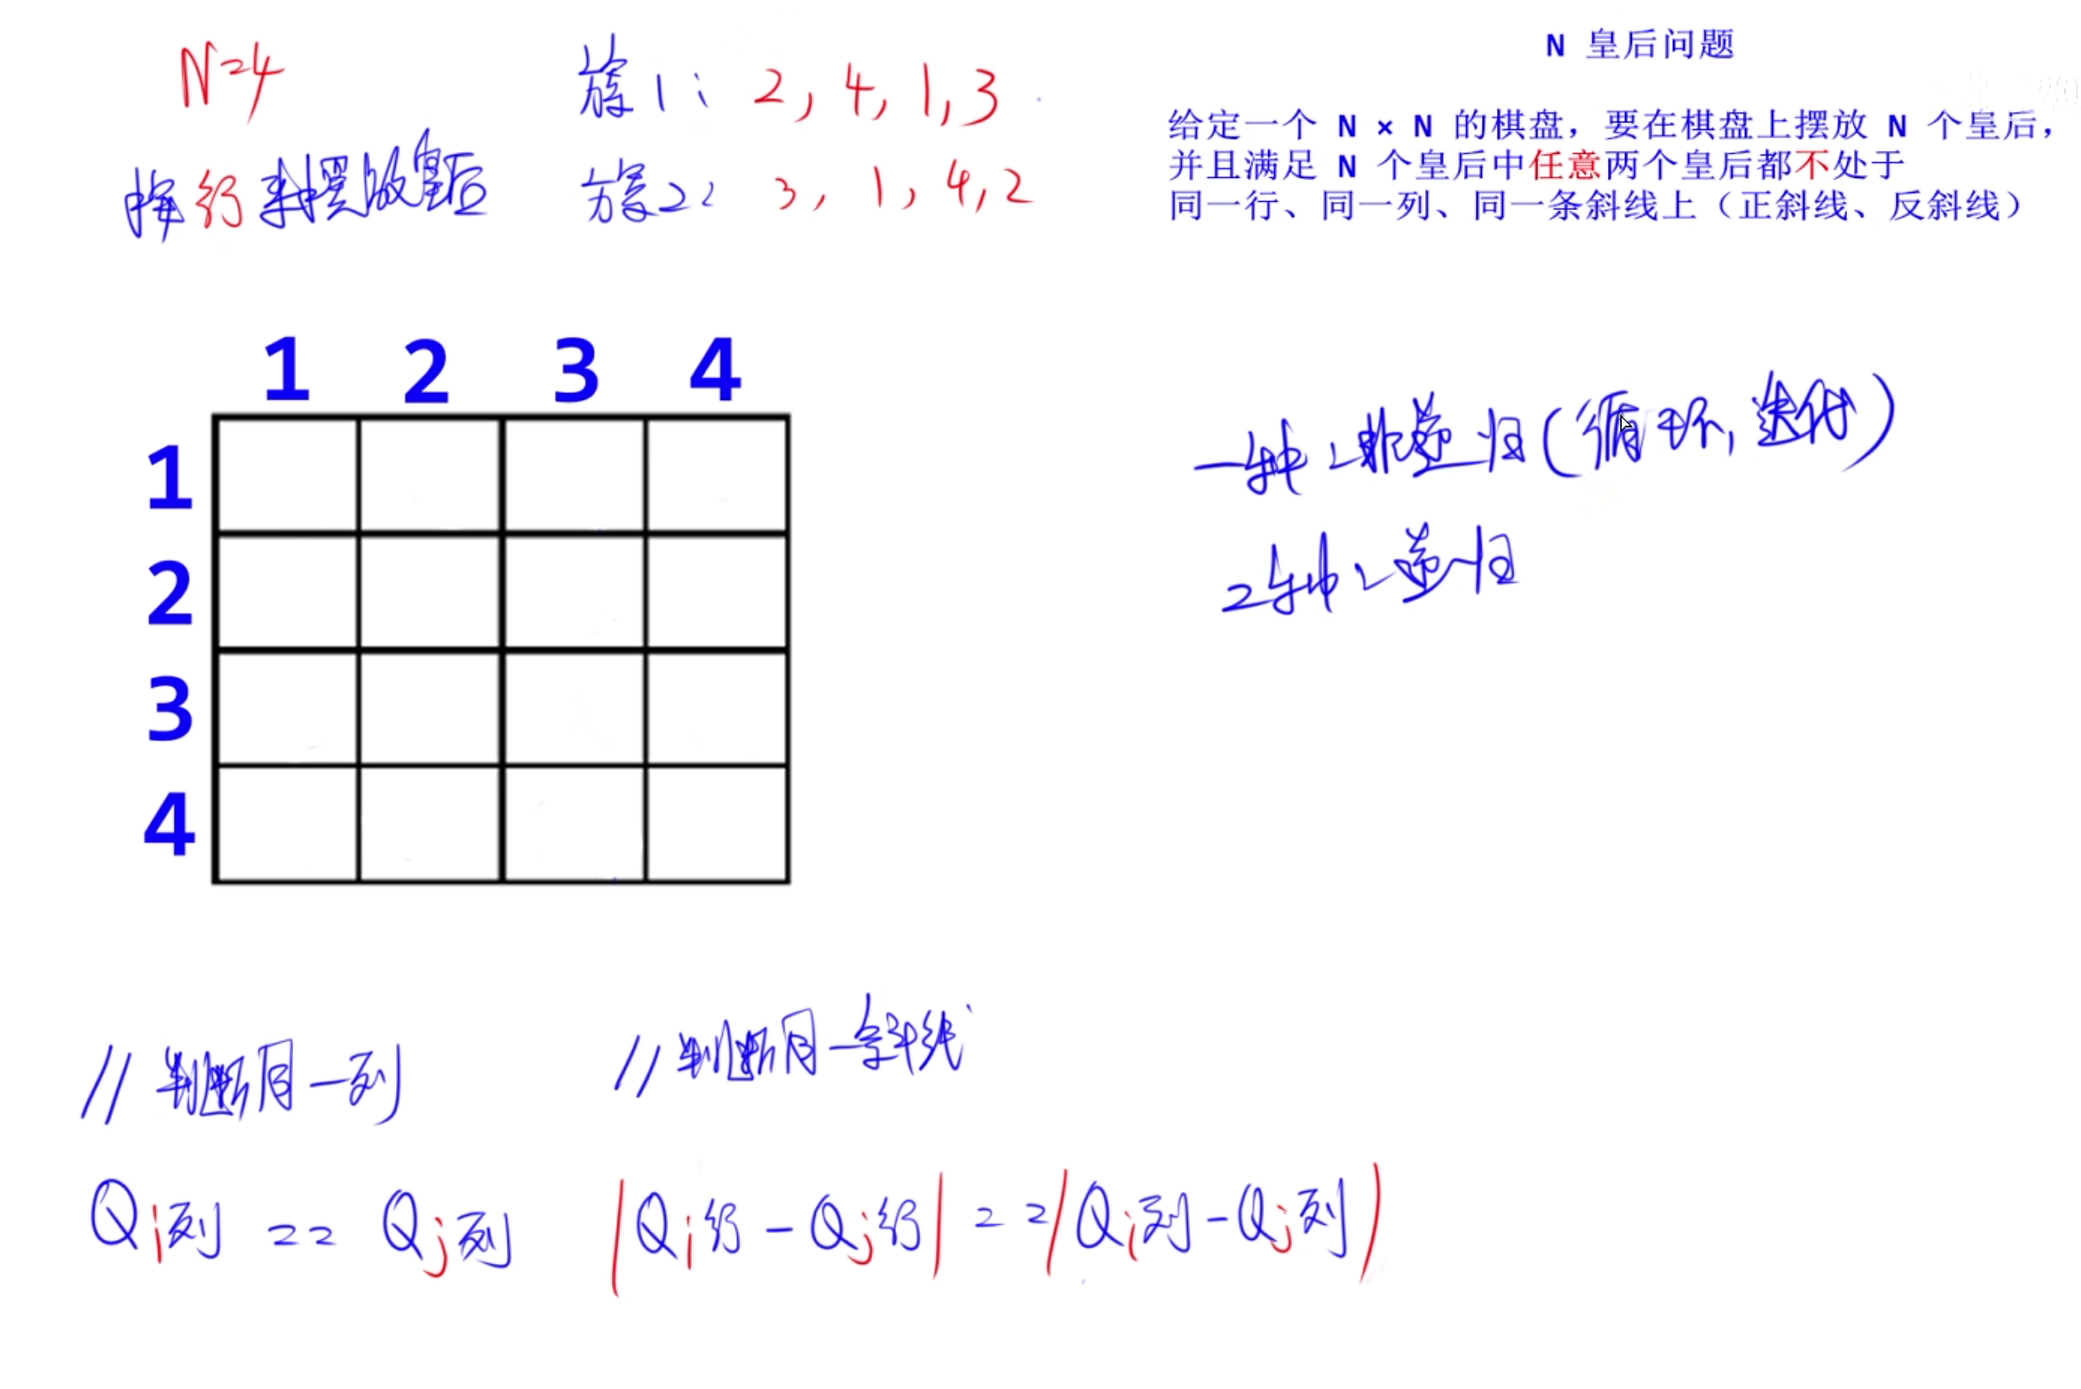 N=4
按行来摆放皇后
方案1: 2, 4, 1, 3
方案2: 3, 1, 4, 2
N 皇后问题
给定一个 N × N 的棋盘，要在棋盘上摆放 N 个皇后，
并且满足 N 个皇后中任意两个皇后都不处于
同一行、同一列、同一条斜线上（正斜线、反斜线）
1 2 3 4
1
2
3
4
一种: 非递归(循环, 迭代)
2种: 递归
//判断同一列
Qi列 == Qj列
//判断同一斜线
|Qi行 - Qj行| == |Qi列 - Qj列|